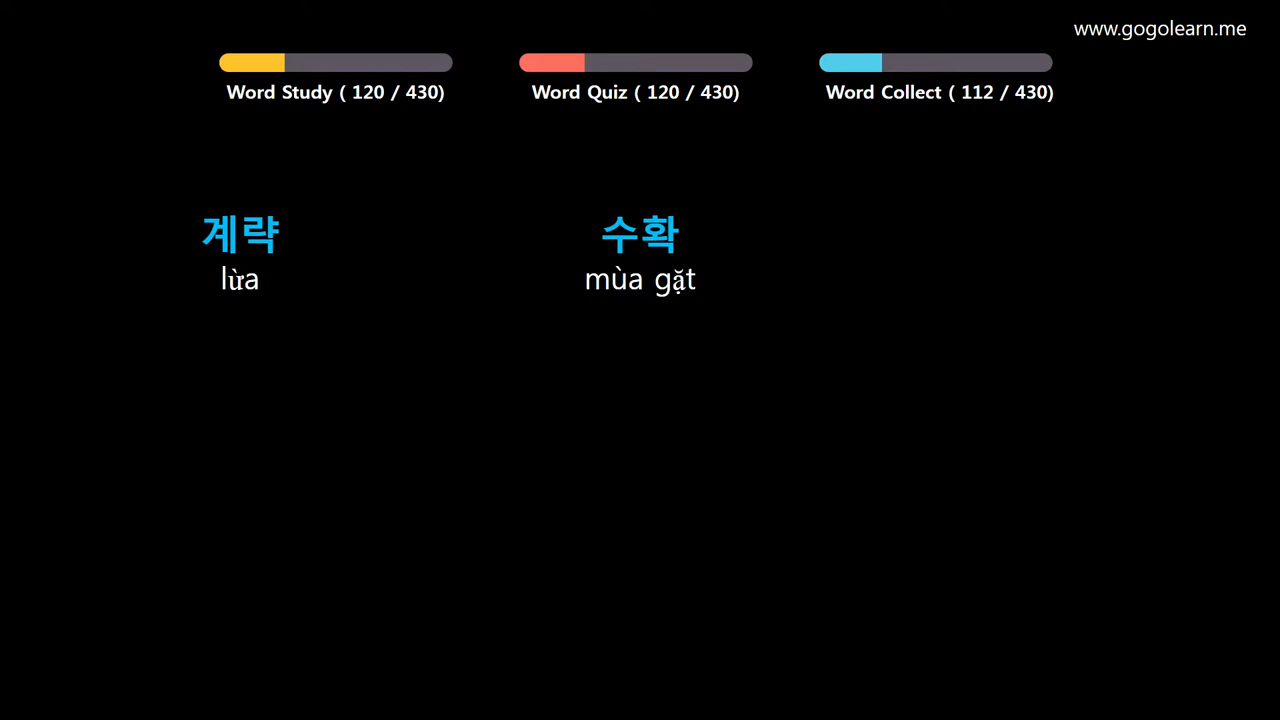 www.gogolearn.me
Word Study ( 120 / 430)
Word Quiz ( 120 / 430)
Word Collect ( 112 / 430)
계략
lừa
수확
mùa gặt